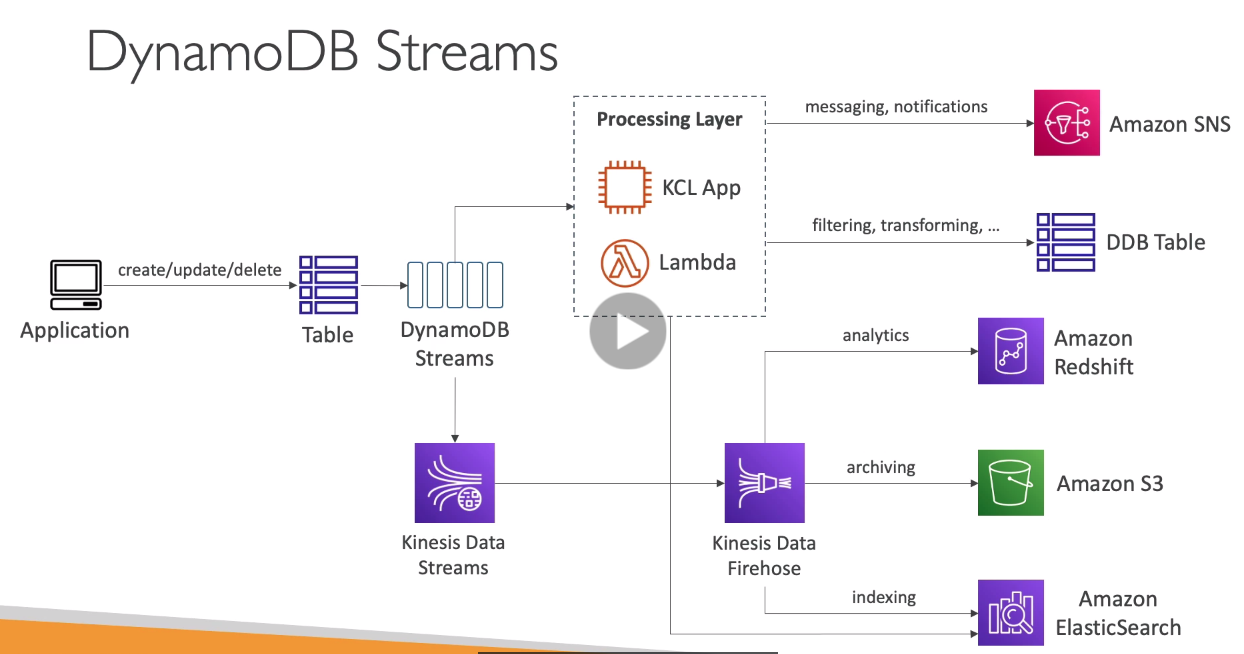 DynamoDB Streams
Processing Layer
KCL App
Lambda
messaging, notifications
Amazon SNS
filtering, transforming, ...
DDB Table
create/update/delete
Application
Table
DynamoDB
Streams
analytics
Amazon
Redshift
Kinesis Data
Streams
Kinesis Data
Firehose
archiving
Amazon S3
indexing
Amazon
ElasticSearch